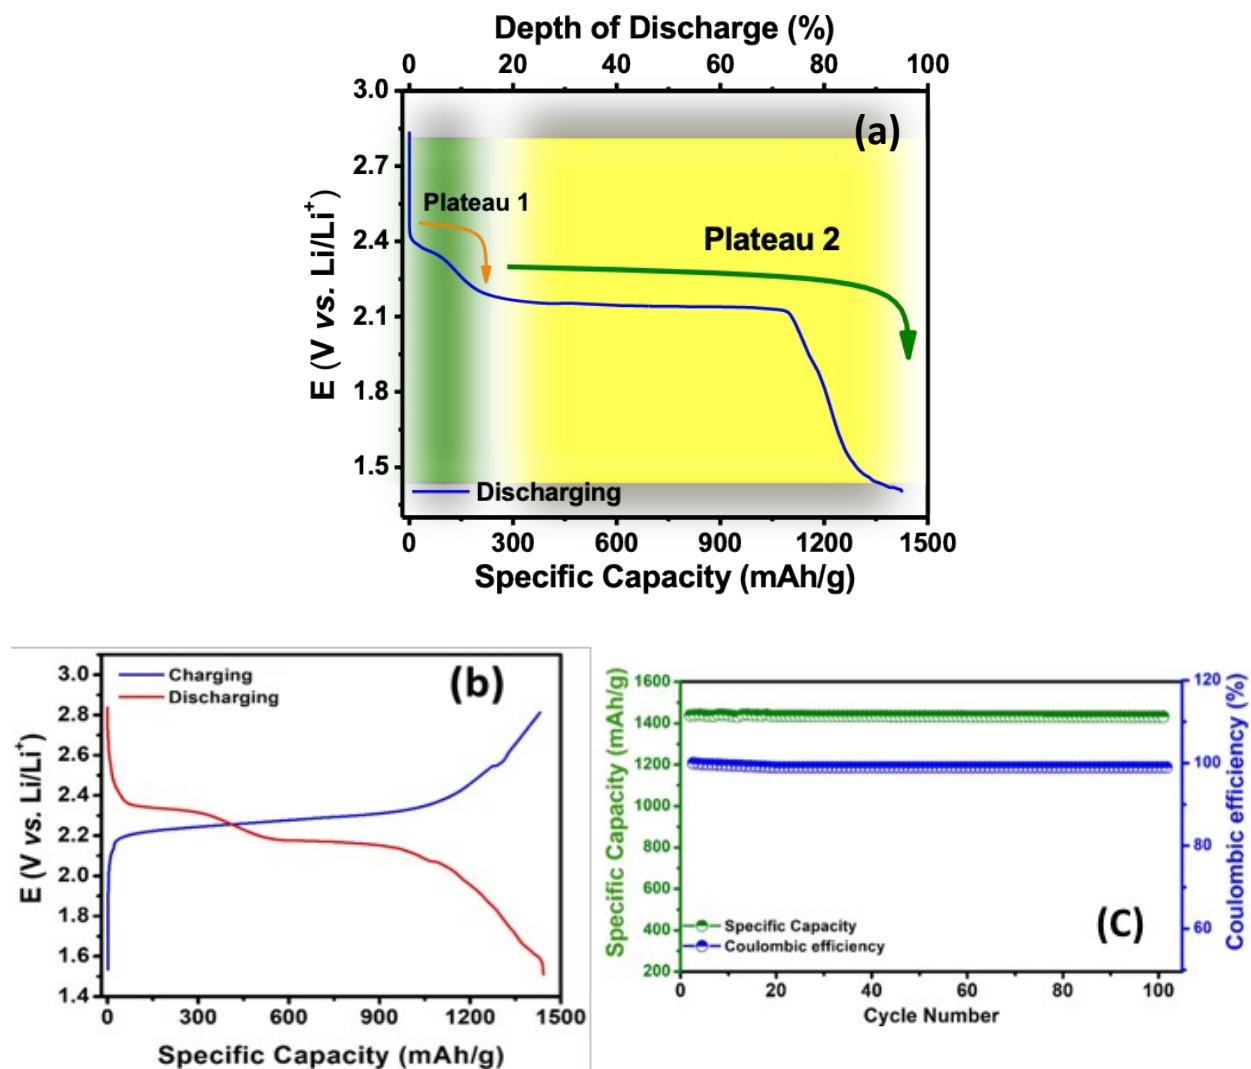 Depth of Discharge (%)
0 20 40 60 80 100
3.0
2.7
2.4
2.1
1.8
1.5
E (V vs. Li/Li+)
(a)
Plateau 1
Plateau 2
Discharging
0 300 600 900 1200 1500
Specific Capacity (mAh/g)
3.0
2.8
2.6
2.4
2.2
2.0
1.8
1.6
1.4
E (V vs. Li/Li+)
Charging
Discharging
(b)
0 300 600 900 1200 1500
Specific Capacity (mAh/g)
1600
1400
1200
1000
800
600
400
200
Specific Capacity (mAh/g)
120
100
80
60
Coulombic efficiency (%)
Specific Capacity
Coulombic efficiency
(C)
0 20 40 60 80 100
Cycle Number